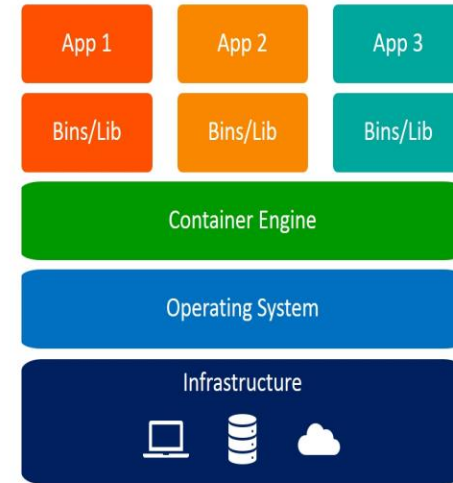 App 1
App 2
App 3
Bins/Lib
Bins/Lib
Bins/Lib
Container Engine
Operating System
Infrastructure